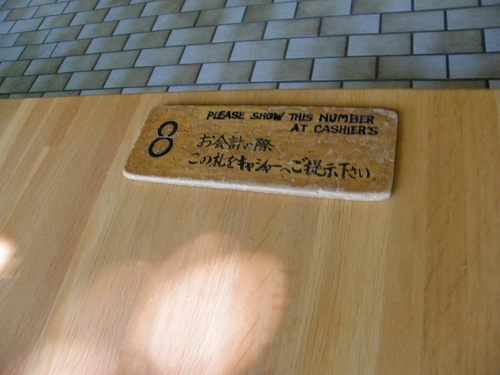 PLEASE SHOW THIS NUMBER
AT CASHIER'S
8
お会計の際
この札をキャシャーへご提示下さい。